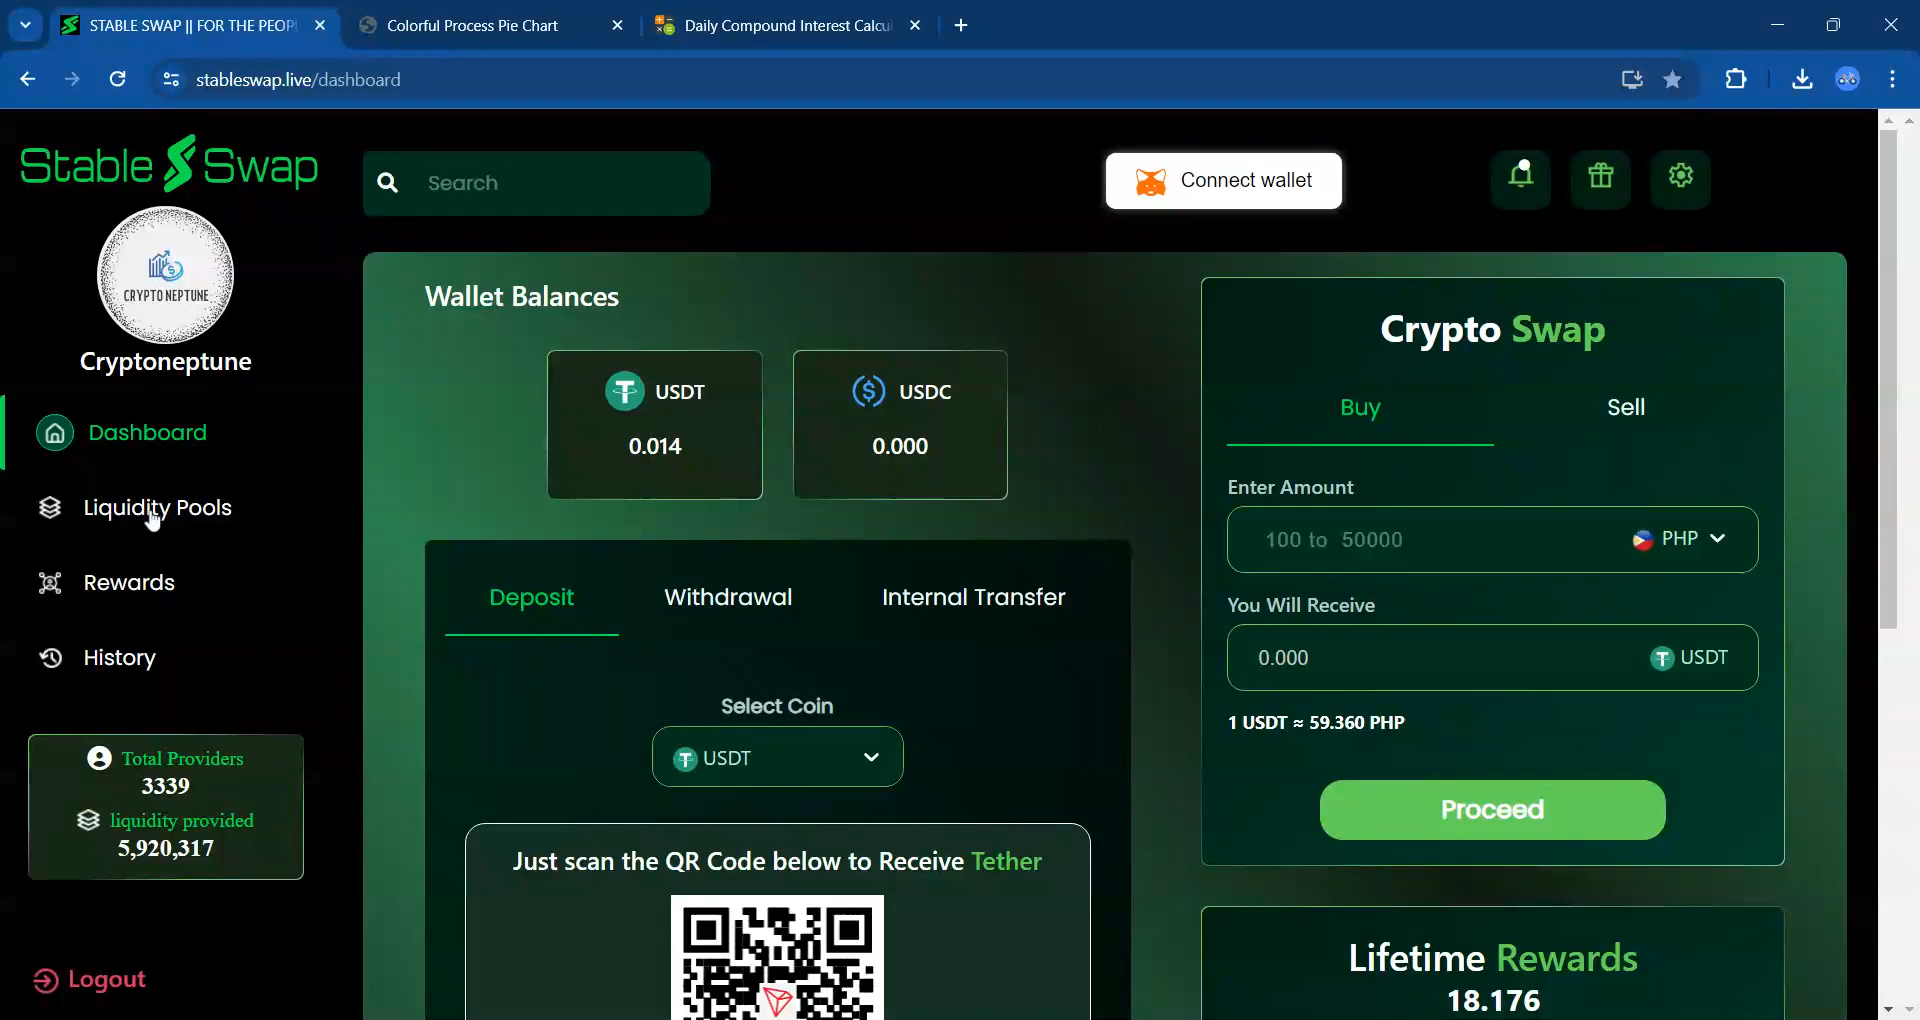 STABLE SWAP || FOR THE PEOP
Colorful Process Pie Chart
Daily Compound Interest Calcu
stableswap.live/dashboard
Stable Swap
Search
Connect wallet
CRYPTO NEPTUNE
Cryptoneptune
Dashboard
Liquidity Pools
Rewards
History
Total Providers
3339
liquidity provided
5,920,317
Logout
Wallet Balances
USDT
0.014
USDC
0.000
Deposit
Withdrawal
Internal Transfer
Select Coin
USDT
Just scan the QR Code below to Receive Tether
Crypto Swap
Buy
Sell
Enter Amount
100 to 50000
PHP
You Will Receive
0.000
USDT
1 USDT ≈ 59.360 PHP
Proceed
Lifetime Rewards
18.176